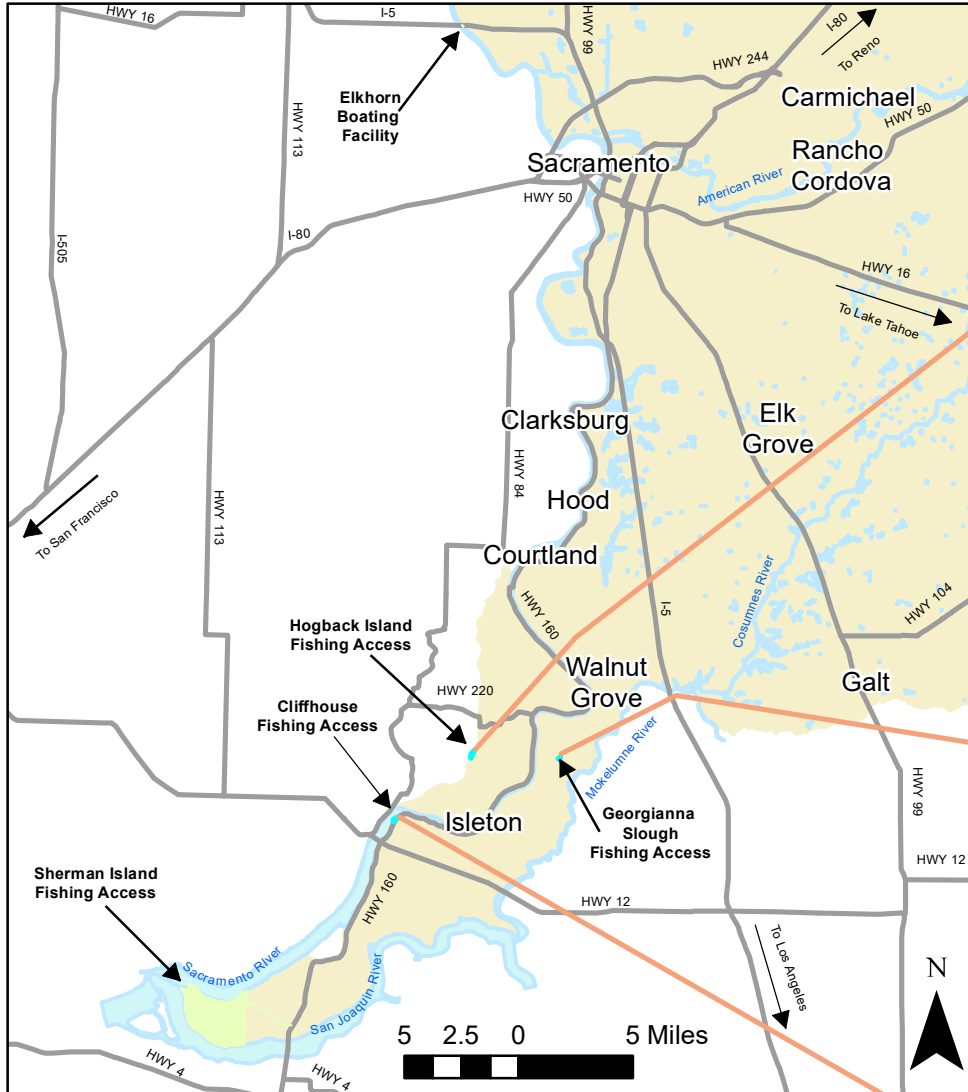 HWY 16
I-5
HWY 99
I-80
To Reno
HWY 244
Elkhorn
Boating
Facility
HWY 113
Carmichael
HWY 50
Rancho
Cordova
Sacramento
American River
HWY 50
I-505
I-80
HWY 16
To Lake Tahoe
Clarksburg
Elk
Grove
HWY 84
HWY 113
To San Francisco
Hood
Courtland
I-5
Cosumnes River
HWY 104
HWY 160
Hogback Island
Fishing Access
Walnut
Grove
Galt
HWY 220
Cliffhouse
Fishing Access
Mokelumne River
Isleton
Georgianna
Slough
Fishing Access
HWY 99
HWY 12
Sherman Island
Fishing Access
HWY 160
HWY 12
To Los Angeles
Sacramento River
San Joaquin River
N
5 2.5 0 5 Miles
HWY 4
HWY 4